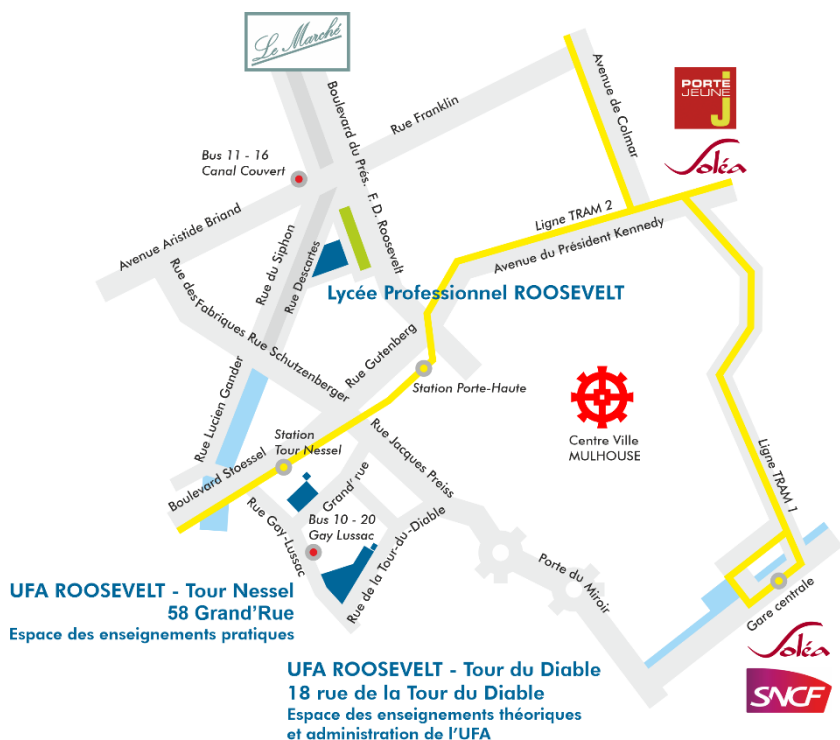 Le Marché
Boulevard du Prés. F. D. Roosevelt
Rue Franklin
Avenue de Colmar
PORTE
JEUNE
J
Soléa
Bus 11 - 16
Canal Couvert
Avenue Aristide Briand
Rue du Siphon
Rue Descartes
Ligne TRAM 2
Avenue du Président Kennedy
Lycée Professionnel ROOSEVELT
Rue des Fabriques
Rue Schutzenberger
Rue Gutenberg
Station Porte-Haute
Rue Lucien Gander
Centre Ville
MULHOUSE
Station
Tour Nessel
Boulevard Stoessel
Rue Jacques Preiss
Grand'rue
Rue Gay-Lussac
Bus 10 - 20
Gay Lussac
Rue de la Tour-du-Diable
Ligne TRAM 1
Porte du Miroir
Gare centrale
UFA ROOSEVELT - Tour Nessel
58 Grand'Rue
Espace des enseignements pratiques
Soléa
SNCF
UFA ROOSEVELT - Tour du Diable
18 rue de la Tour du Diable
Espace des enseignements théoriques
et administration de l'UFA